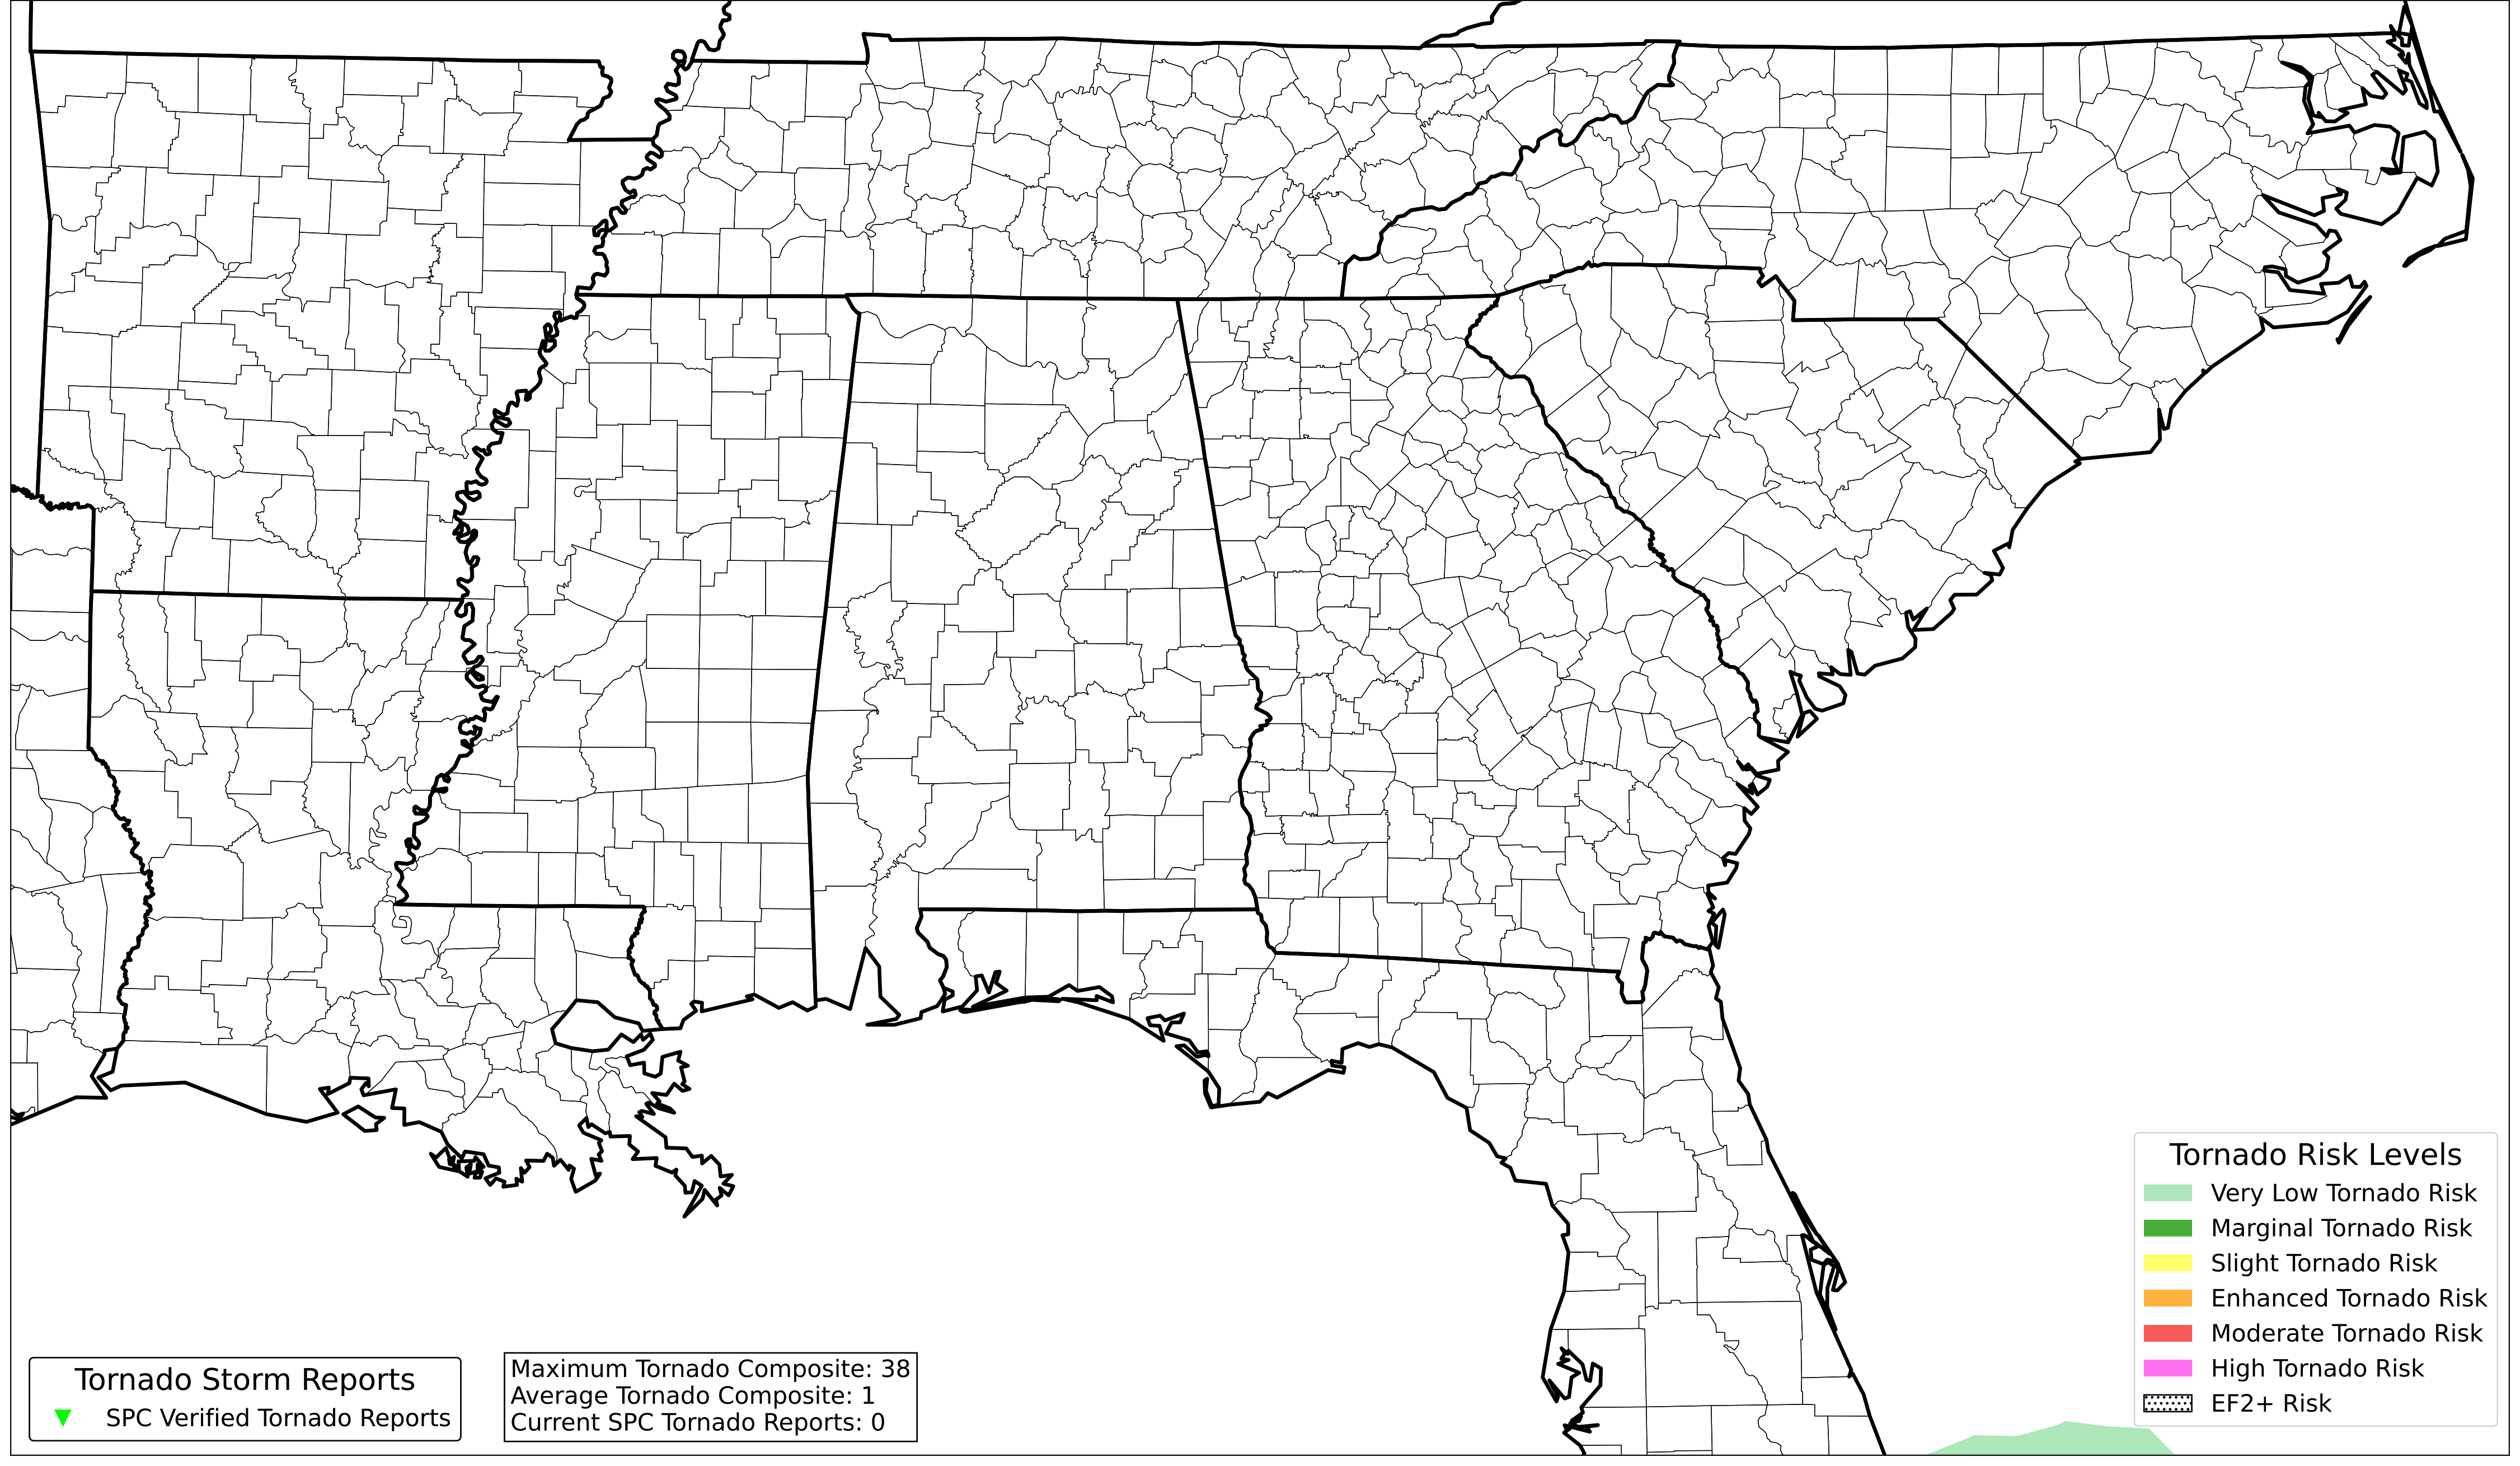 Tornado Risk Levels
Very Low Tornado Risk
Marginal Tornado Risk
Slight Tornado Risk
Enhanced Tornado Risk
Moderate Tornado Risk
High Tornado Risk
EF2+ Risk
Tornado Storm Reports
SPC Verified Tornado Reports
Maximum Tornado Composite: 38
Average Tornado Composite: 1
Current SPC Tornado Reports: 0